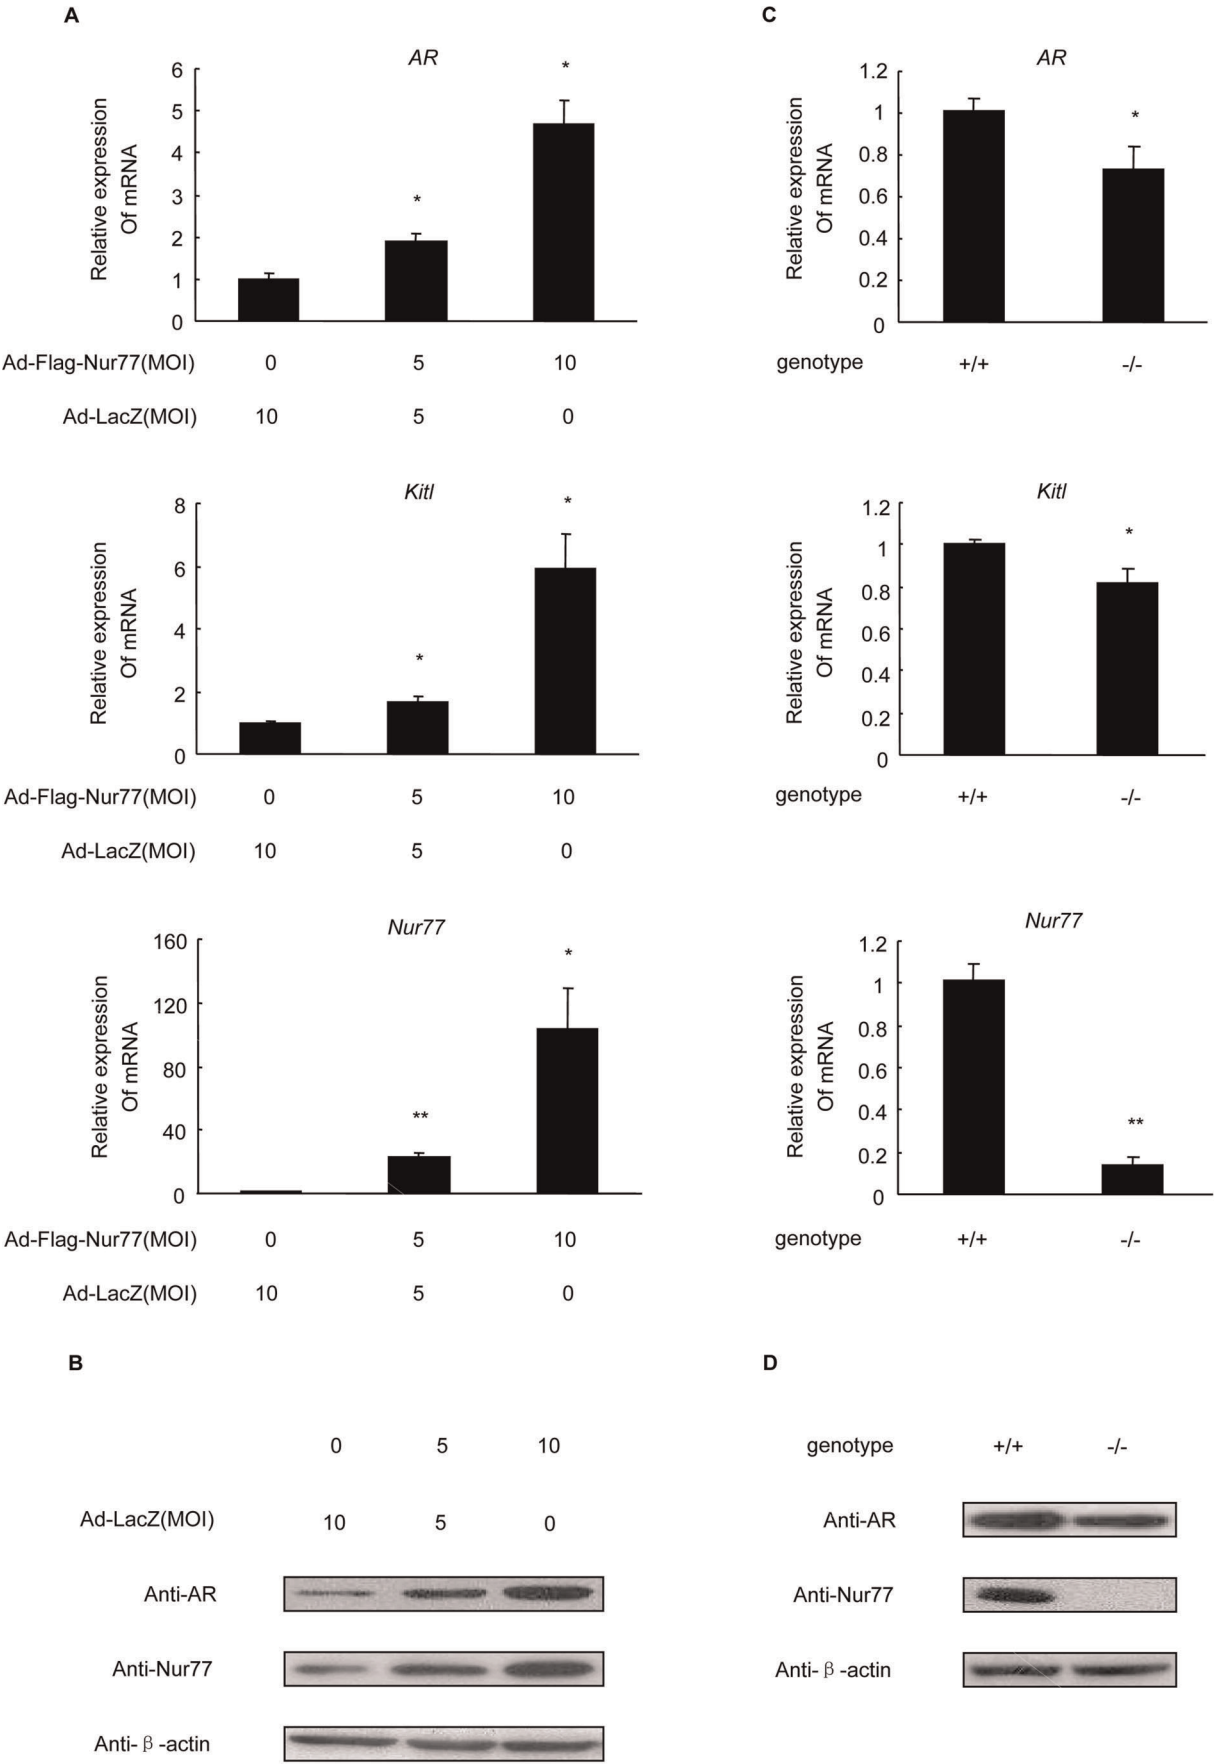 A
AR
6
5
4
3
2
1
0
Relative expression
Of mRNA
*
*
Ad-Flag-Nur77(MOI) 0 5 10
Ad-LacZ(MOI) 10 5 0
Kitl
8
6
4
2
0
Relative expression
Of mRNA
*
*
Ad-Flag-Nur77(MOI) 0 5 10
Ad-LacZ(MOI) 10 5 0
Nur77
160
120
80
40
0
Relative expression
Of mRNA
**
*
Ad-Flag-Nur77(MOI) 0 5 10
Ad-LacZ(MOI) 10 5 0
B
0 5 10
Ad-LacZ(MOI) 10 5 0
Anti-AR
Anti-Nur77
Anti-β-actin
C
AR
1.2
1
0.8
0.6
0.4
0.2
0
Relative expression
Of mRNA
*
genotype +/+ -/-
Kitl
1.2
1
0.8
0.6
0.4
0.2
0
Relative expression
Of mRNA
*
genotype +/+ -/-
Nur77
1.2
1
0.8
0.6
0.4
0.2
0
Relative expression
Of mRNA
**
genotype +/+ -/-
D
genotype +/+ -/-
Anti-AR
Anti-Nur77
Anti-β-actin